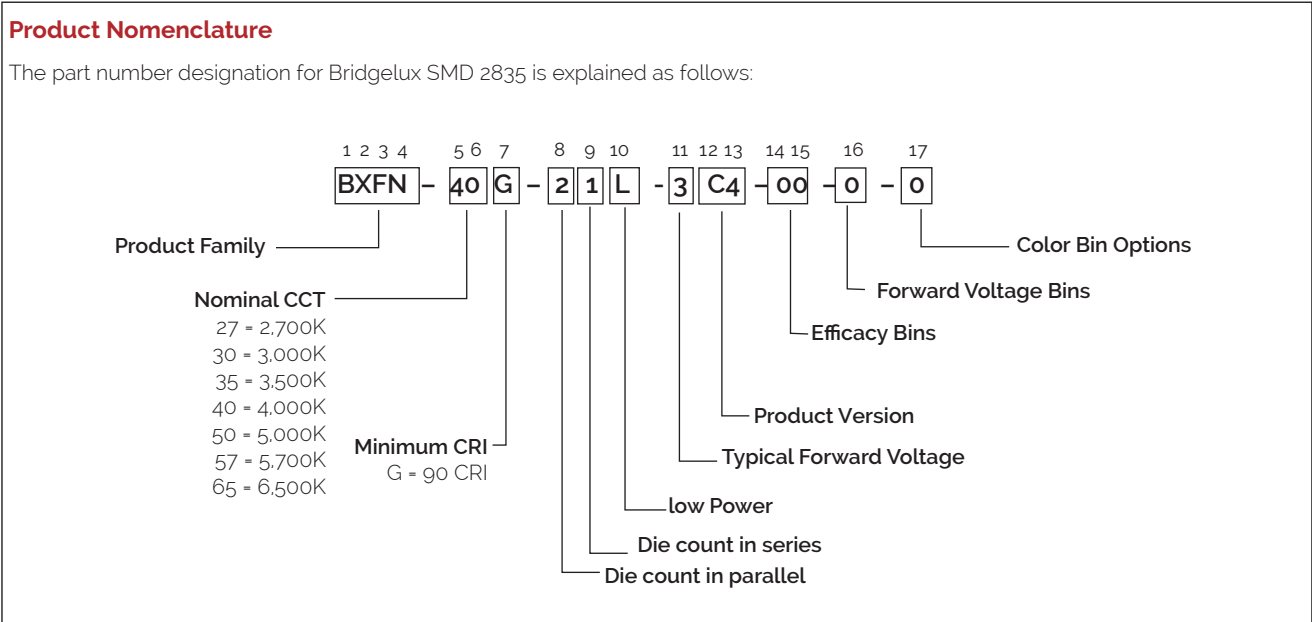 Product Nomenclature
The part number designation for Bridgelux SMD 2835 is explained as follows:
1 2 3 4 5 6 7 8 9 10 11 12 13 14 15 16 17
BXFN – 40 G – 2 1 L - 3 C4 – 00 – 0 – 0
Product Family
Color Bin Options
Forward Voltage Bins
Nominal CCT
27 = 2,700K
30 = 3,000K
35 = 3,500K
40 = 4,000K
50 = 5,000K
57 = 5,700K
65 = 6,500K
Efficacy Bins
Product Version
Minimum CRI
G = 90 CRI
Typical Forward Voltage
low Power
Die count in series
Die count in parallel